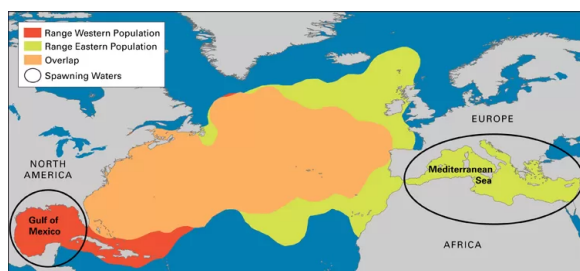 Range Western Population
Range Eastern Population
Overlap
Spawning Waters
EUROPE
NORTH
AMERICA
Mediterranean
Sea
Gulf of
Mexico
AFRICA